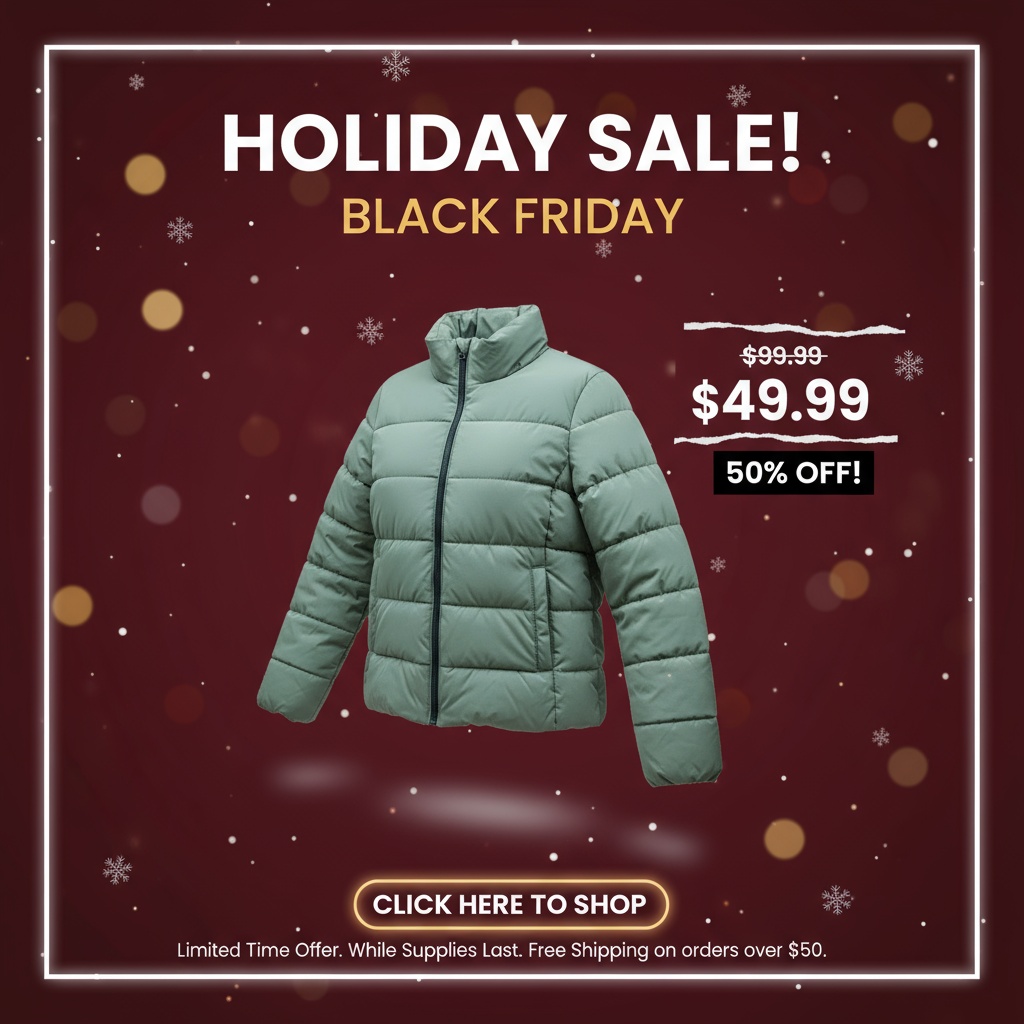 HOLIDAY SALE!
BLACK FRIDAY
$99.99
$49.99
50% OFF!
CLICK HERE TO SHOP
Limited Time Offer. While Supplies Last. Free Shipping on orders over $50.